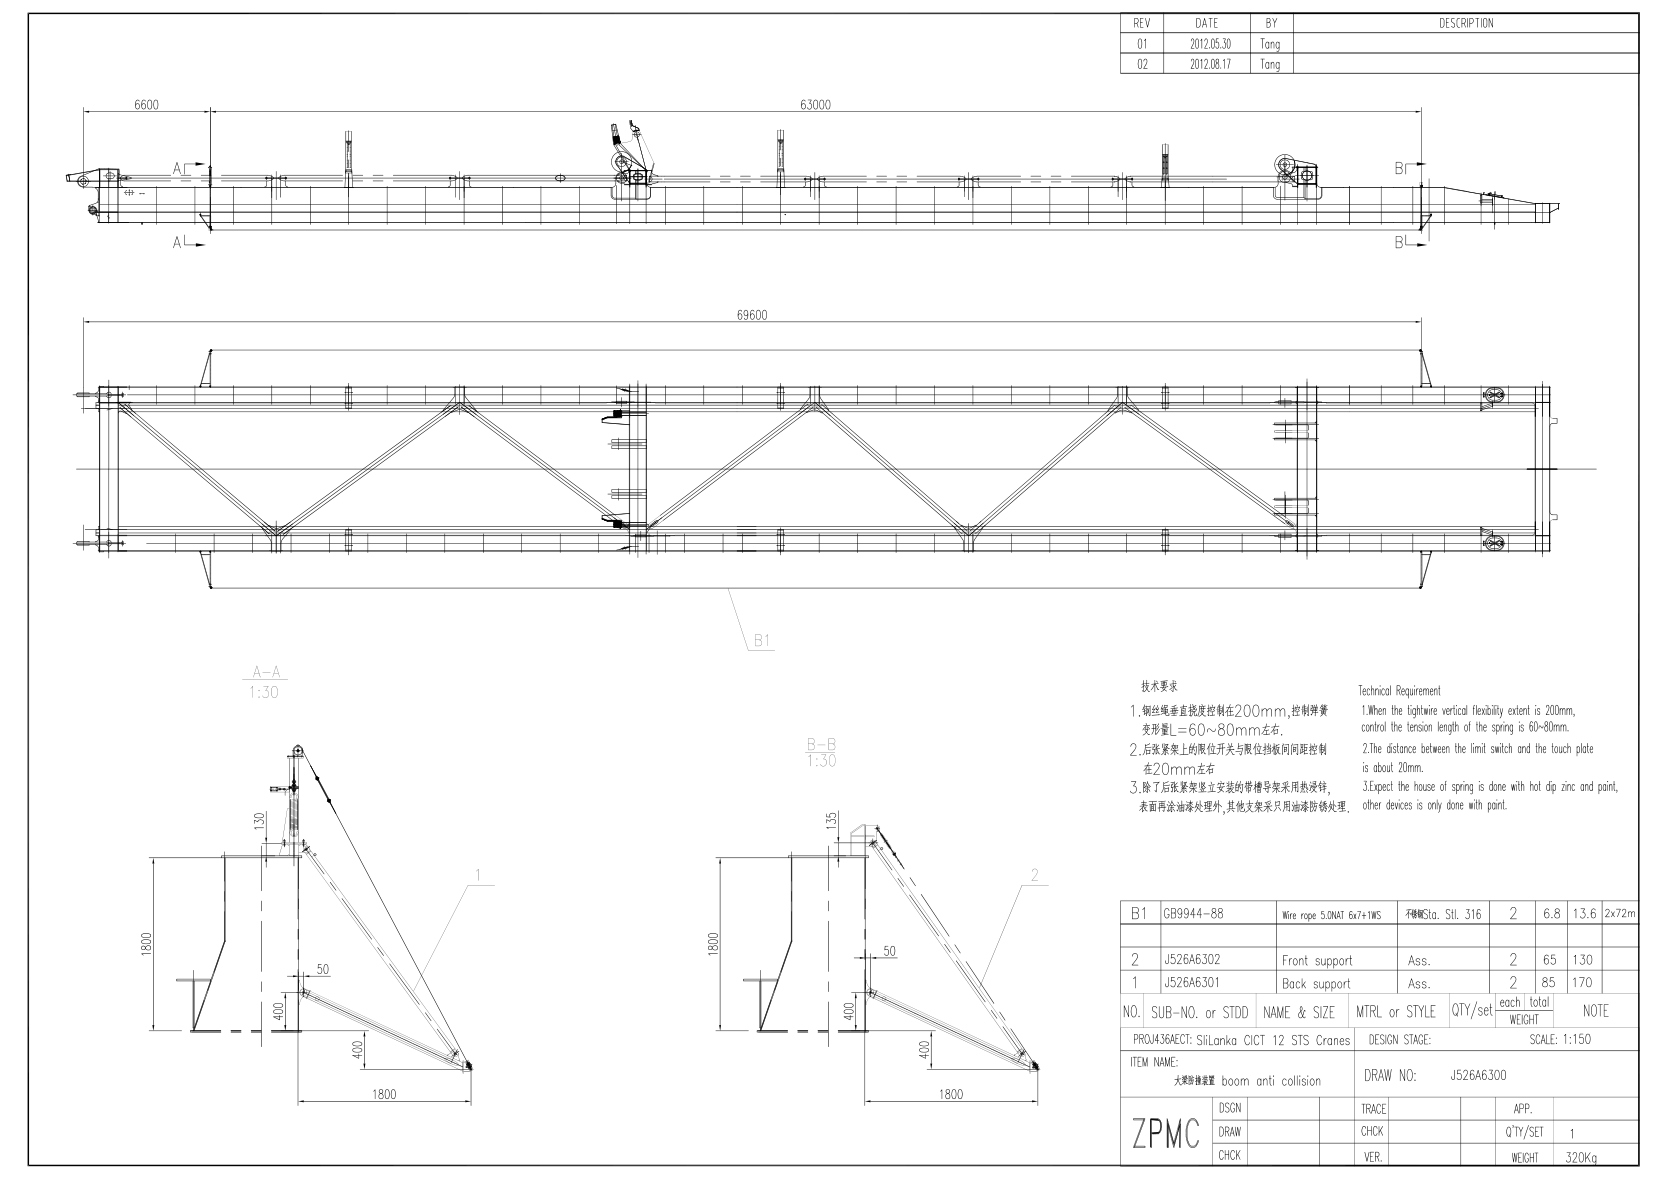 REV DATE BY DESCRIPTION
01 2012.05.30 Tang
02 2012.08.17 Tang
6600 63000
A B
A B
69600
B1
A-A
1:30
B-B
1:30
130
1800
50
400
400
1800
1
135
1800
50
400
400
1800
2
技术要求
1.钢丝绳垂直挠度控制在200mm,控制弹簧
变形量L=60~80mm左右.
2.后张紧架上的限位开关与限位挡板间间距控制
在20mm左右
3.除了后张紧架竖立安装的带槽导架采用热浸锌,
表面再涂油漆处理外,其他支架采只用油漆防锈处理.
Technical Requirement
1.When the tightwire vertical flexibility extent is 200mm,
control the tension length of the spring is 60~80mm.
2.The distance between the limit switch and the touch plate
is about 20mm.
3.Expect the house of spring is done with hot dip zinc and paint,
other devices is only done with paint.
B1 GB9944-88 Wire rope 5.0NAT 6x7+1WS 不锈钢Sta. Stl. 316 2 6.8 13.6 2x72m
2 J526A6302 Front support Ass. 2 65 130
1 J526A6301 Back support Ass. 2 85 170
NO. SUB-NO. or STDD NAME & SIZE MTRL or STYLE QTY/set each total WEIGHT NOTE
PROJ436AECT: SliLanka CICT 12 STS Cranes DESIGN STAGE: SCALE: 1:150
ITEM NAME:
大梁防撞装置 boom anti collision DRAW NO: J526A6300
ZPMC
DSGN TRACE APP.
DRAW CHCK Q'TY/SET 1
CHCK VER. WEIGHT 320Kg